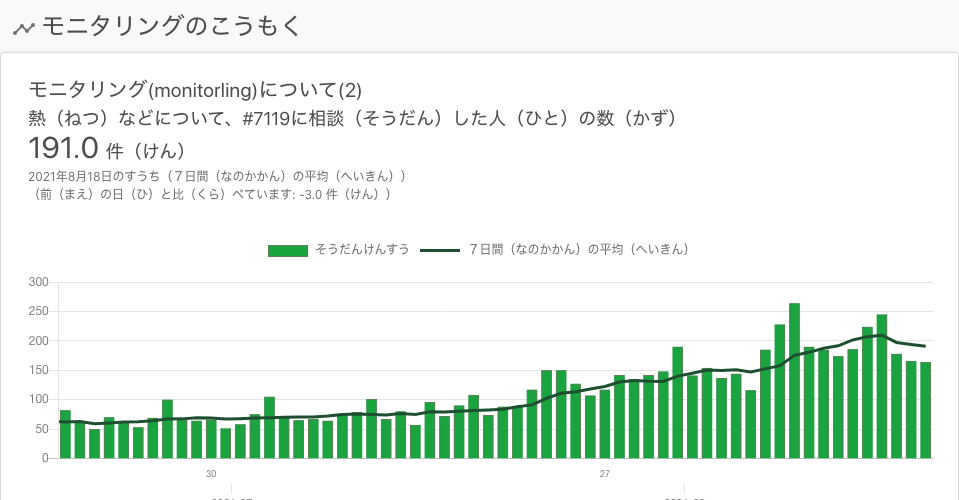 モニタリングのこうもく
モニタリング(monitorling)について(2)
熱（ねつ）などについて、#7119に相談（そうだん）した人（ひと）の数（かず）
191.0 件（けん）
2021年8月18日のすうち（７日間（なのかかん）の平均（へいきん））
（前（まえ）の日（ひ）と比（くら）べています: -3.0 件（けん））
そうだんけんすう ７日間（なのかかん）の平均（へいきん）
300
250
200
150
100
50
0
30 27